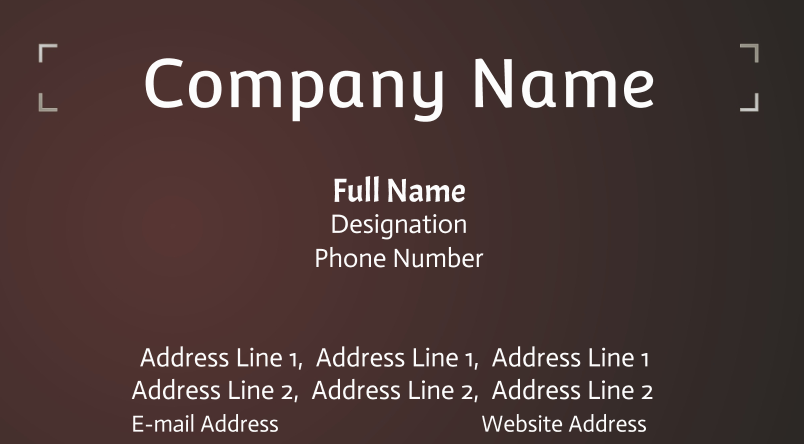 Company Name
Full Name
Designation
Phone Number
Address Line 1, Address Line 1, Address Line 1
Address Line 2, Address Line 2, Address Line 2
E-mail Address Website Address